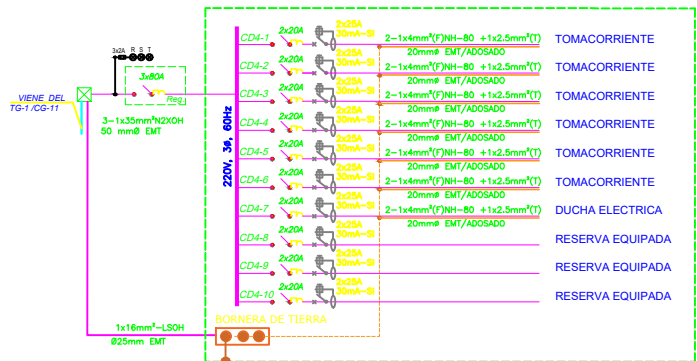 3x2A R S T
3x80A
Reg.
VIENE DEL
TG-1 /CG-11
3-1x35mm²N2XOH
50 mmØ EMT
220V, 3ø, 60Hz
CD4-1 2x20A 2x25A 30mA-SI 2-1x4mm²(F)NH-80 +1x2.5mm²(T) TOMACORRIENTE
20mmø EMT/ADOSADO
CD4-2 2x20A 2x25A 30mA-SI 2-1x4mm²(F)NH-80 +1x2.5mm²(T) TOMACORRIENTE
20mmø EMT/ADOSADO
CD4-3 2x20A 2x25A 30mA-SI 2-1x4mm²(F)NH-80 +1x2.5mm²(T) TOMACORRIENTE
20mmø EMT/ADOSADO
CD4-4 2x20A 2x25A 30mA-SI 2-1x4mm²(F)NH-80 +1x2.5mm²(T) TOMACORRIENTE
20mmø EMT/ADOSADO
CD4-5 2x20A 2x25A 30mA-SI 2-1x4mm²(F)NH-80 +1x2.5mm²(T) TOMACORRIENTE
20mmø EMT/ADOSADO
CD4-6 2x20A 2x25A 30mA-SI 2-1x4mm²(F)NH-80 +1x2.5mm²(T) TOMACORRIENTE
20mmø EMT/ADOSADO
CD4-7 2x20A 2x25A 30mA-SI 2-1x4mm²(F)NH-80 +1x2.5mm²(T) DUCHA ELECTRICA
20mmø EMT/ADOSADO
CD4-8 2x20A 2x25A 30mA-SI RESERVA EQUIPADA
CD4-9 2x20A 2x25A 30mA-SI RESERVA EQUIPADA
CD4-10 2x20A 2x25A 30mA-SI RESERVA EQUIPADA
BORNERA DE TIERRA
1x16mm²-LSOH
Ø25mm EMT